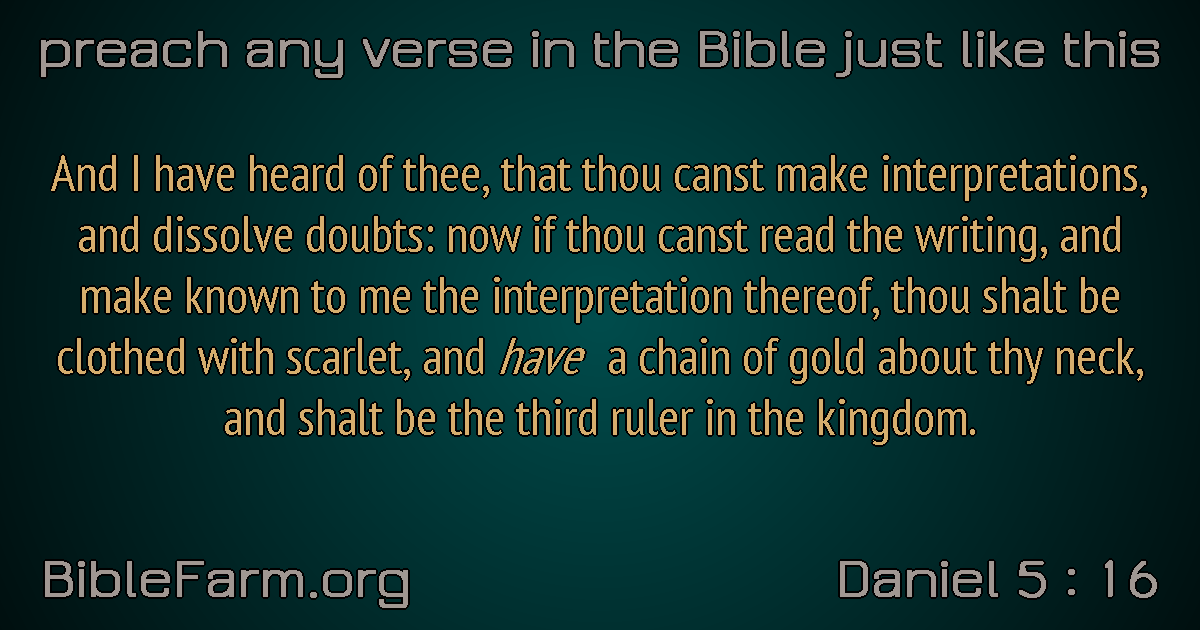 preach any verse in the Bible just like this
And I have heard of thee, that thou canst make interpretations,
and dissolve doubts: now if thou canst read the writing, and
make known to me the interpretation thereof, thou shalt be
clothed with scarlet, and have a chain of gold about thy neck,
and shalt be the third ruler in the kingdom.
BibleFarm.org
Daniel 5 : 16